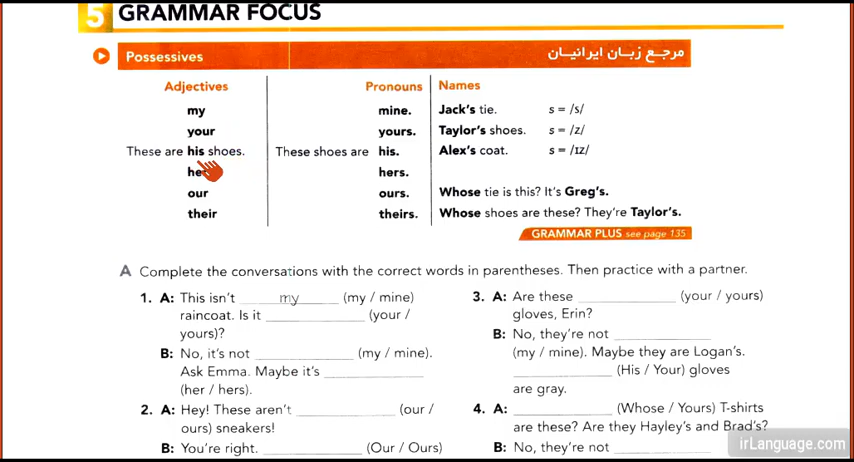 5 GRAMMAR FOCUS
Possessives
مرجع زبان ایرانیان
Adjectives Pronouns Names
my mine. Jack's tie. s = /s/
your yours. Taylor's shoes. s = /z/
These are his shoes. These shoes are his. Alex's coat. s = /ɪz/
hers.
our ours. Whose tie is this? It's Greg's.
their theirs. Whose shoes are these? They're Taylor's.
GRAMMAR PLUS see page 135
A Complete the conversations with the correct words in parentheses. Then practice with a partner.
1. A: This isn't my (my / mine)
raincoat. Is it (your /
yours)?
B: No, it's not (my / mine).
Ask Emma. Maybe it's
(her / hers).
2. A: Hey! These aren't (our /
ours) sneakers!
B: You're right. (Our / Ours)
3. A: Are these (your / yours)
gloves, Erin?
B: No, they're not
(my / mine). Maybe they are Logan's.
(His / Your) gloves
are gray.
4. A: (Whose / Yours) T-shirts
are these? Are they Hayley's and Brad's?
B: No, they're not
irLanguage.com